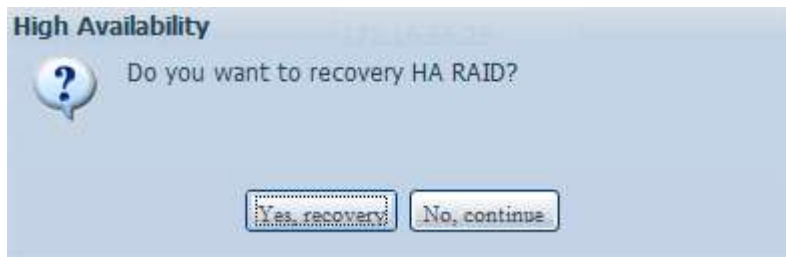 High Availability
Do you want to recovery HA RAID?
Yes, recovery No, continue